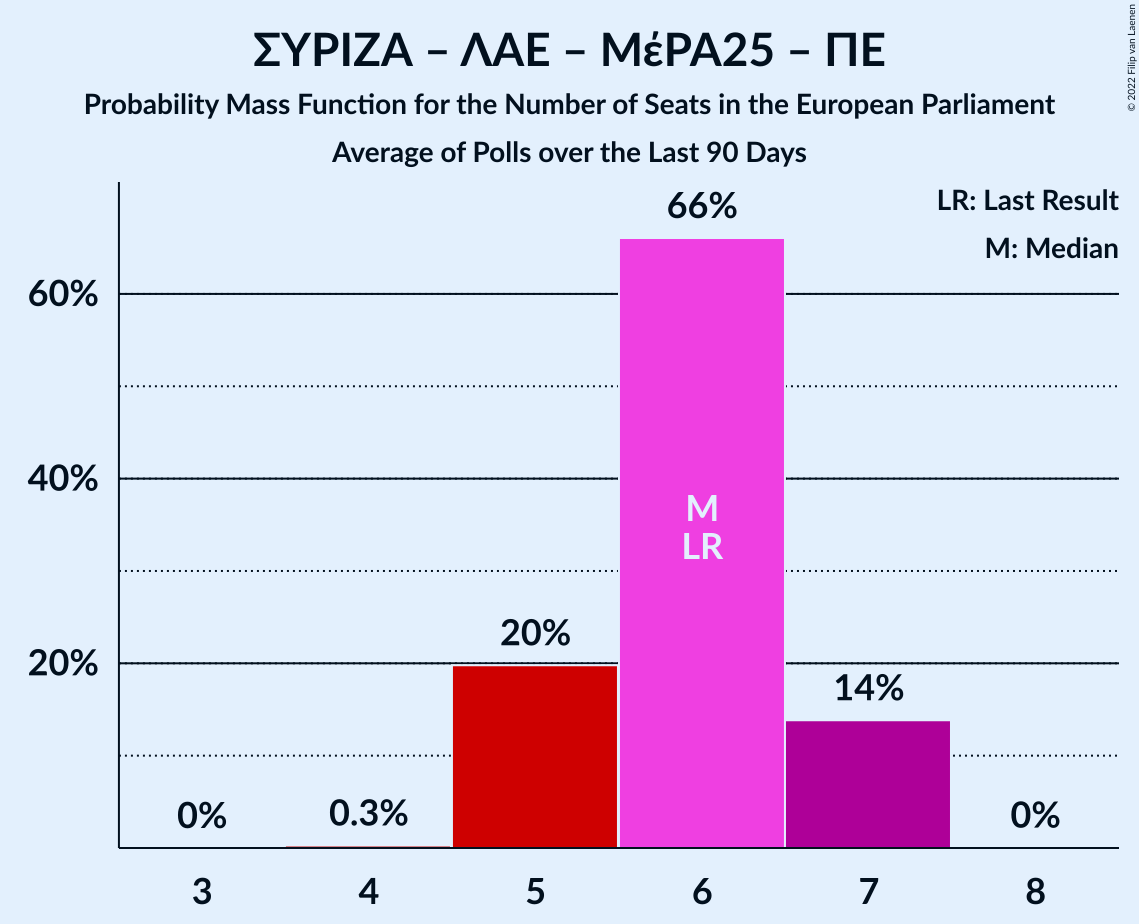 ΣΥΡΙΖΑ – ΛΑΕ – ΜέΡΑ25 – ΠΕ
Probability Mass Function for the Number of Seats in the European Parliament
Average of Polls over the Last 90 Days
© 2022 Filip van Laenen
LR: Last Result
M: Median
66%
60%
40%
M
LR
20%
20%
14%
0%
0.3%
0%
3
4
5
6
7
8